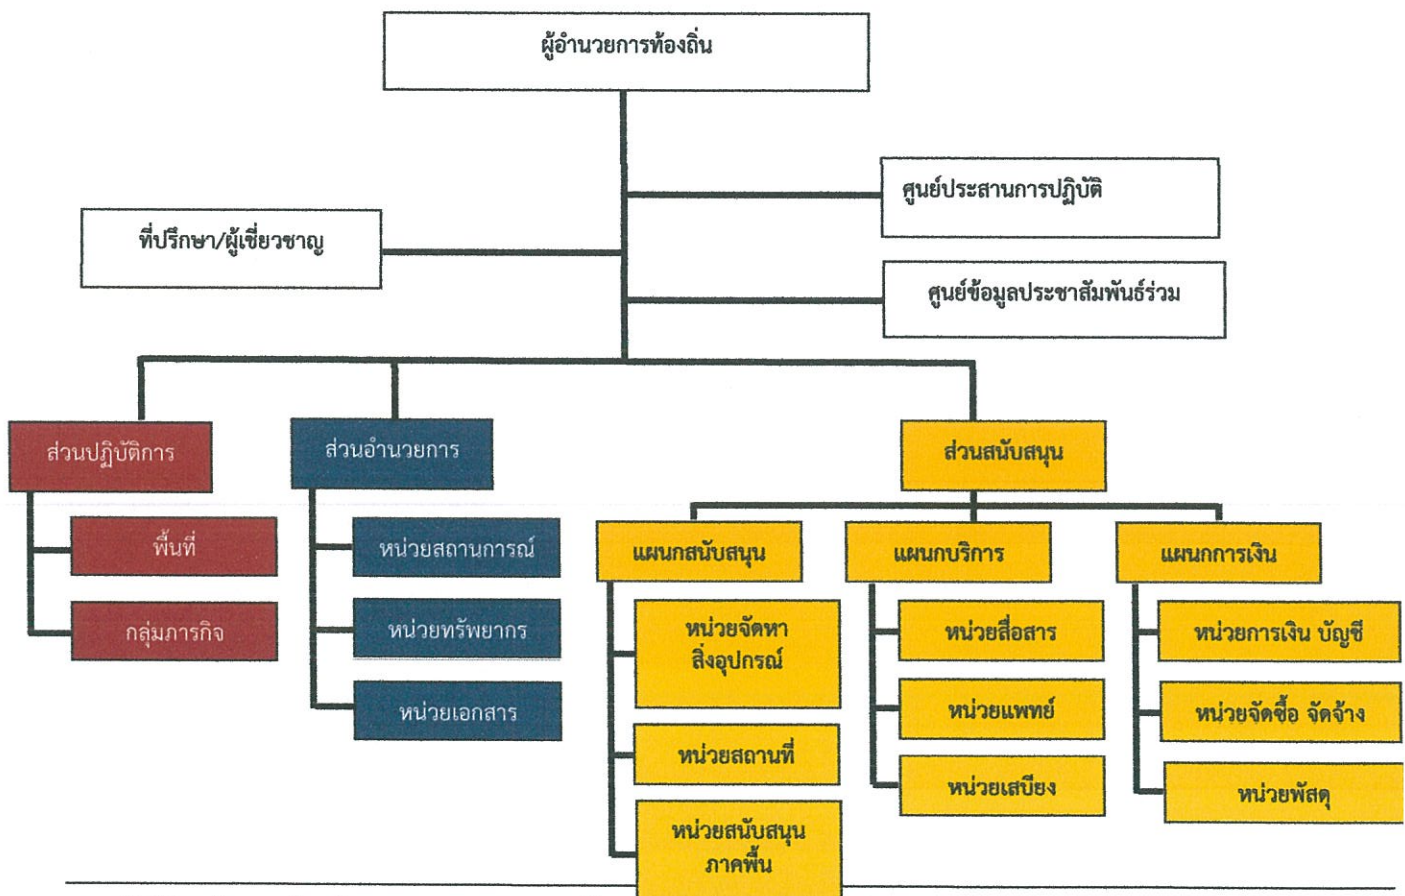 ผู้อำนวยการท้องถิ่น
ศูนย์ประสานการปฏิบัติ
ที่ปรึกษา/ผู้เชี่ยวชาญ
ศูนย์ข้อมูลประชาสัมพันธ์ร่วม
ส่วนปฏิบัติการ
พื้นที่
กลุ่มภารกิจ
ส่วนอำนวยการ
หน่วยสถานการณ์
หน่วยทรัพยากร
หน่วยเอกสาร
ส่วนสนับสนุน
แผนกสนับสนุน
หน่วยจัดหา
สิ่งอุปกรณ์
หน่วยสถานที่
หน่วยสนับสนุน
ภาคพื้น
แผนกบริการ
หน่วยสื่อสาร
หน่วยแพทย์
หน่วยเสบียง
แผนกการเงิน
หน่วยการเงิน บัญชี
หน่วยจัดซื้อ จัดจ้าง
หน่วยพัสดุ